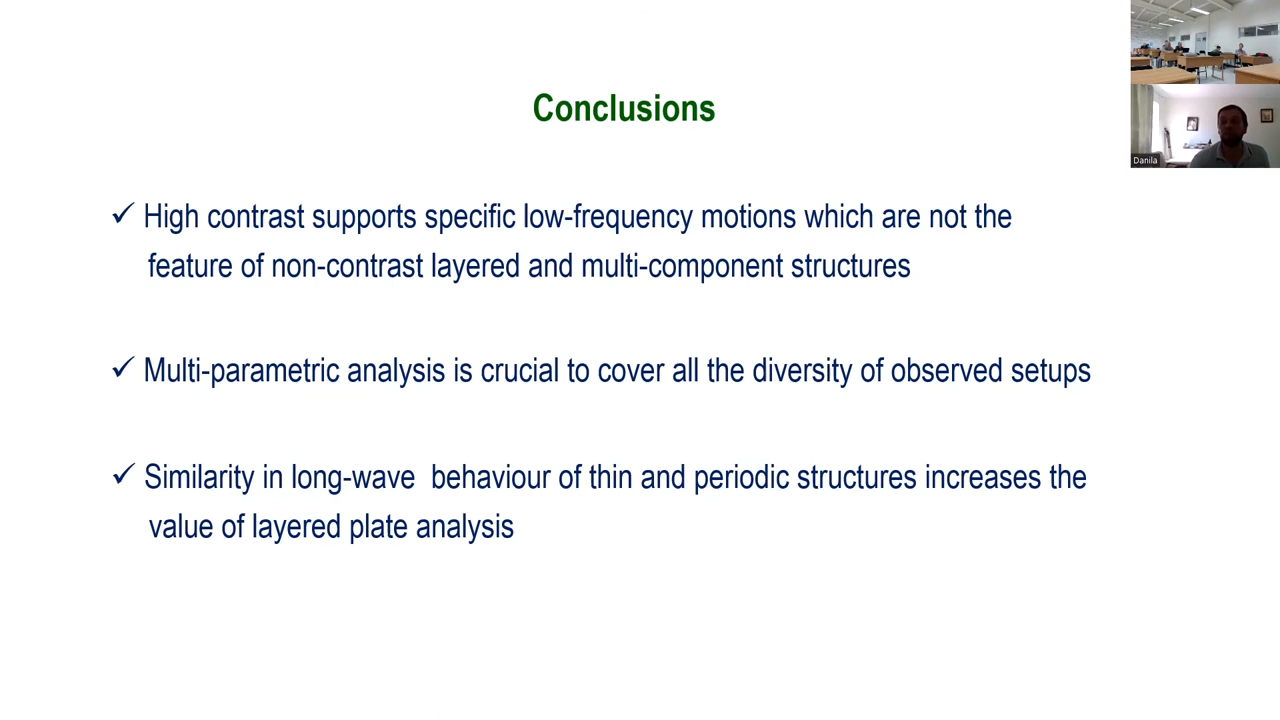 Conclusions
✓ High contrast supports specific low-frequency motions which are not the
feature of non-contrast layered and multi-component structures
✓ Multi-parametric analysis is crucial to cover all the diversity of observed setups
✓ Similarity in long-wave behaviour of thin and periodic structures increases the
value of layered plate analysis
Danila